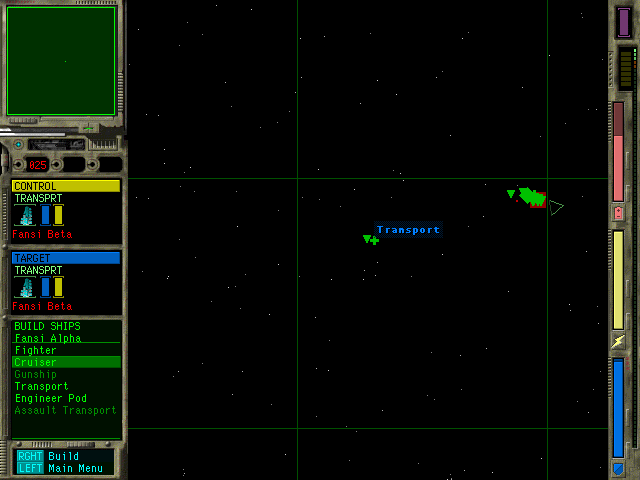 025
CONTROL
TRANSPRT
Fansi Beta
TARGET
TRANSPRT
Fansi Beta
BUILD SHIPS
Fansi Alpha
Fighter
Cruiser
Gunship
Transport
Engineer Pod
Assault Transport
RGHT Build
LEFT Main Menu
Transport